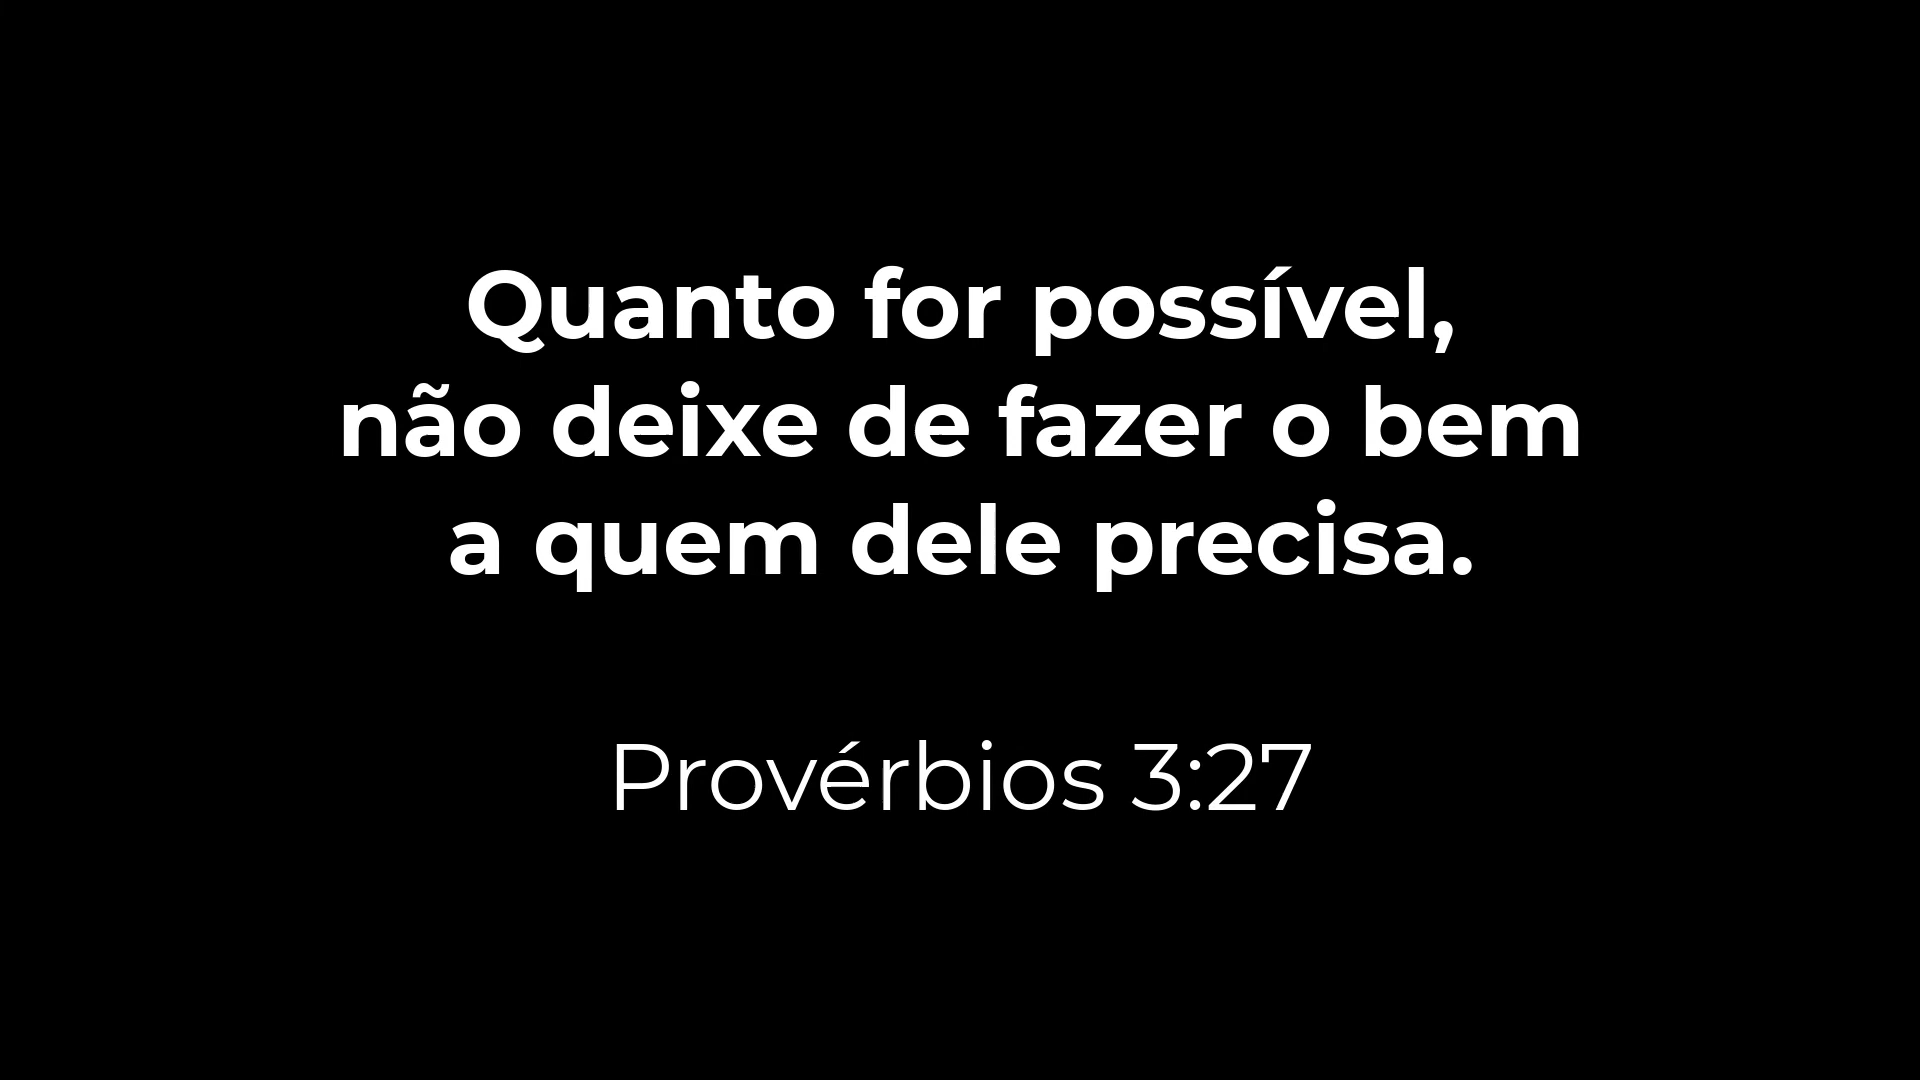 Quanto for possível,
não deixe de fazer o bem
a quem dele precisa.
Provérbios 3:27